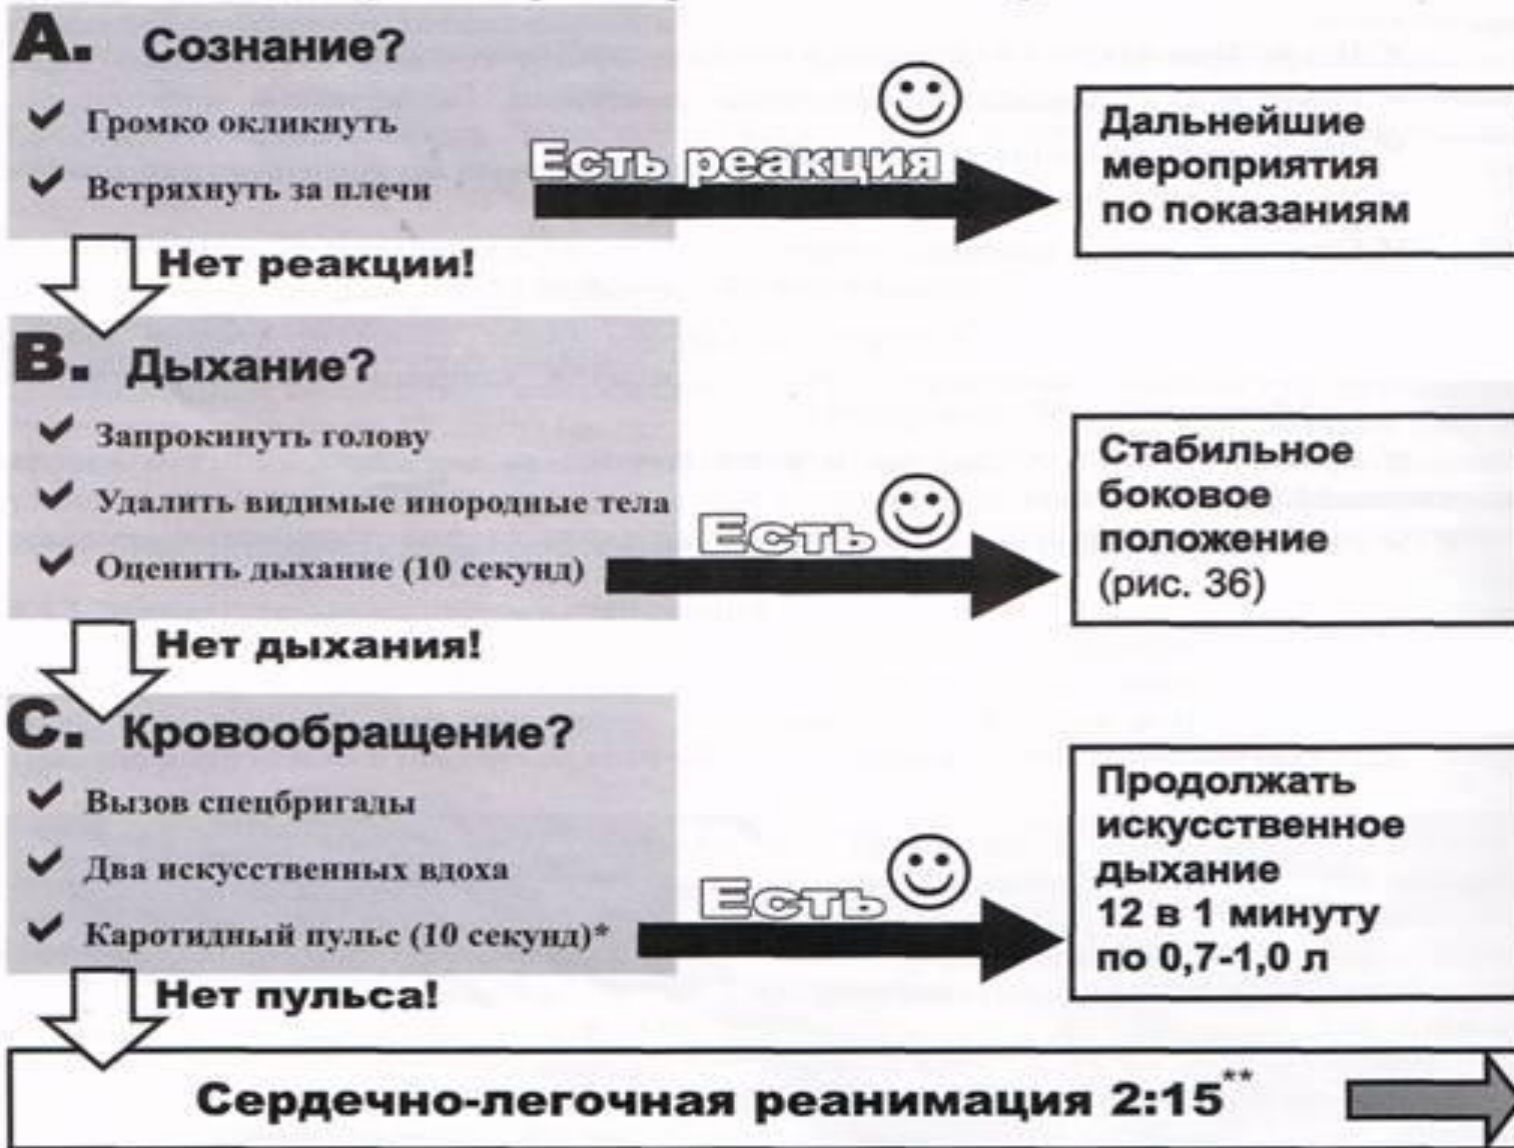 А. Сознание?
Громко окликнуть
Встряхнуть за плечи
Есть реакция
Дальнейшие
мероприятия
по показаниям
Нет реакции!
В. Дыхание?
Запрокинуть голову
Удалить видимые инородные тела
Оценить дыхание (10 секунд)
Есть
Стабильное
боковое
положение
(рис. 36)
Нет дыхания!
С. Кровообращение?
Вызов спецбригады
Два искусственных вдоха
Каротидный пульс (10 секунд)*
Есть
Продолжать
искусственное
дыхание
12 в 1 минуту
по 0,7-1,0 л
Нет пульса!
Сердечно-легочная реанимация 2:15**